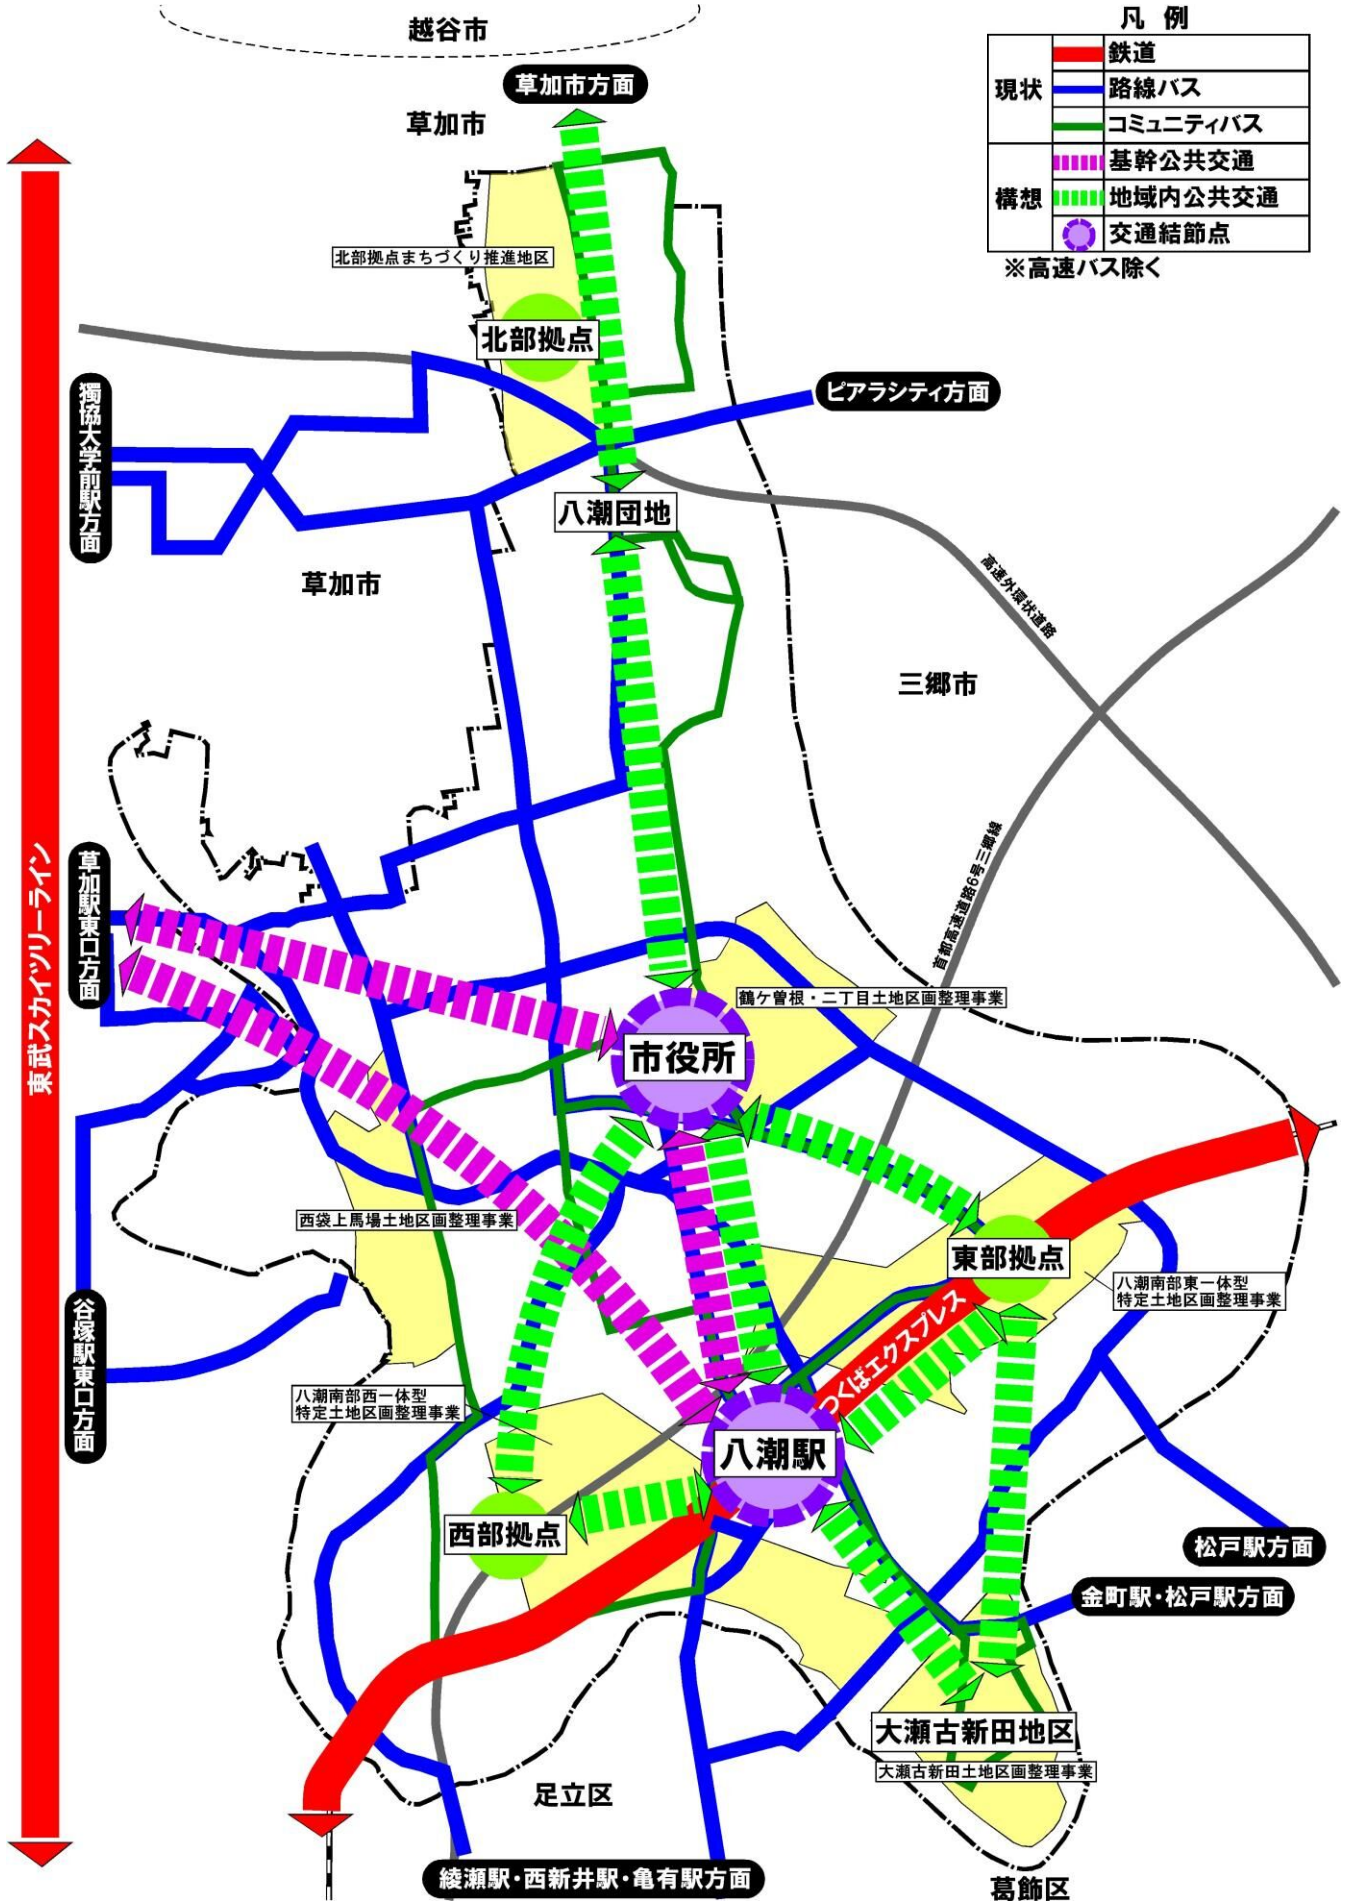 越谷市
凡 例
現状
鉄道
路線バス
コミュニティバス
構想
基幹公共交通
地域内公共交通
交通結節点
※高速バス除く
草加市方面
草加市
北部拠点まちづくり推進地区
北部拠点
ピアラシティ方面
獨協大学前駅方面
八潮団地
高速外環状道路
草加市
三郷市
首都高速道路6号三郷線
東武スカイツリーライン
草加駅東口方面
鶴ケ曽根・二丁目土地区画整理事業
市役所
西袋上馬場土地区画整理事業
東部拠点
八潮南部東一体型
特定土地区画整理事業
つくばエクスプレス
谷塚駅東口方面
八潮南部西一体型
特定土地区画整理事業
八潮駅
西部拠点
松戸駅方面
金町駅・松戸駅方面
大瀬古新田地区
大瀬古新田土地区画整理事業
足立区
綾瀬駅・西新井駅・亀有駅方面
葛飾区